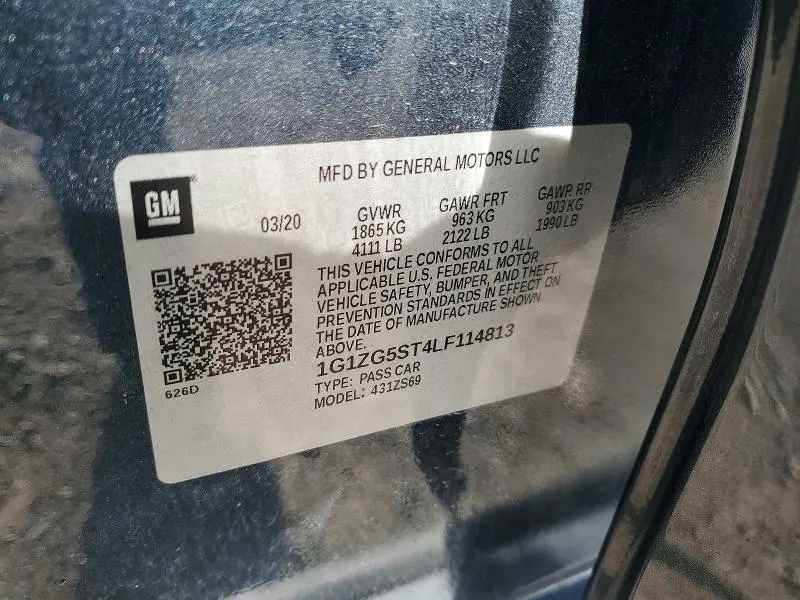 MFD BY GENERAL MOTORS LLC
GM
03/20
GVWR
1865 KG
4111 LB
GAWR FRT
963 KG
2122 LB
GAWR RR
903 KG
1990 LB
THIS VEHICLE CONFORMS TO ALL
APPLICABLE U.S. FEDERAL MOTOR
VEHICLE SAFETY, BUMPER, AND THEFT
PREVENTION STANDARDS IN EFFECT ON
THE DATE OF MANUFACTURE SHOWN
ABOVE.
1G1ZG5ST4LF114813
TYPE: PASS CAR
MODEL: 431ZS69
626D